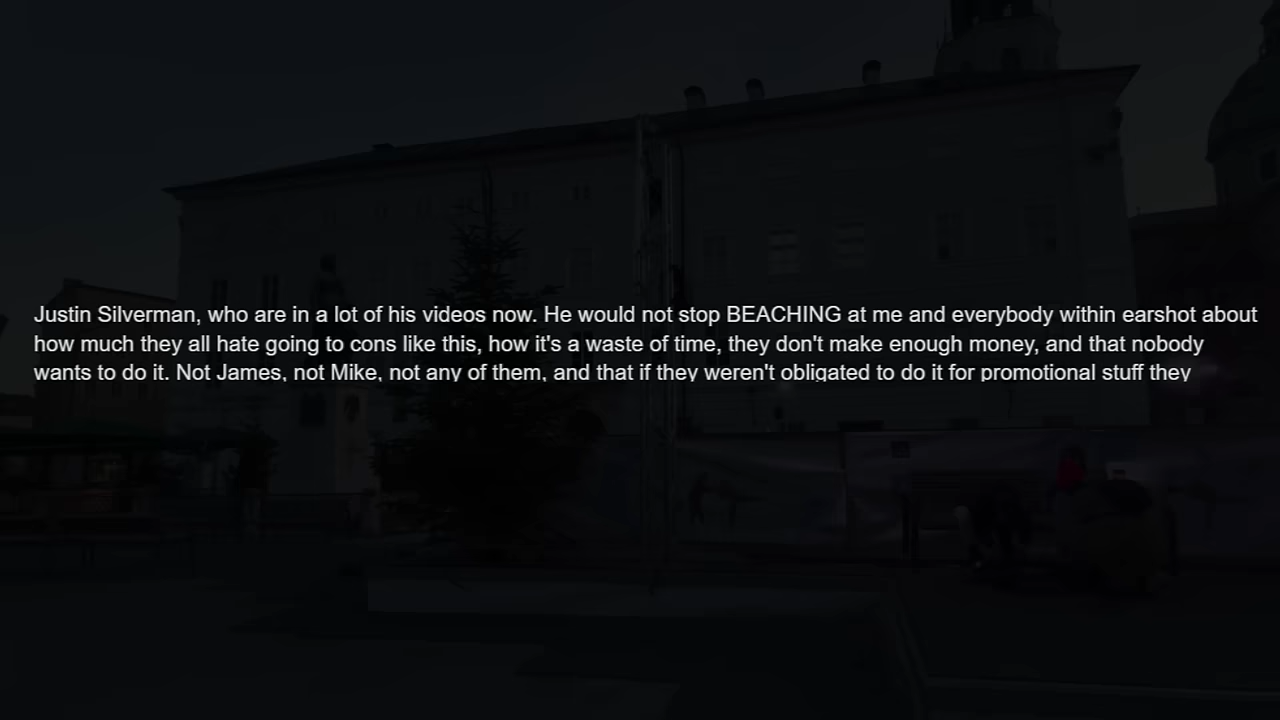 Justin Silverman, who are in a lot of his videos now. He would not stop BEACHING at me and everybody within earshot about
how much they all hate going to cons like this, how it's a waste of time, they don't make enough money, and that nobody
wants to do it. Not James, not Mike, not any of them, and that if they weren't obligated to do it for promotional stuff they